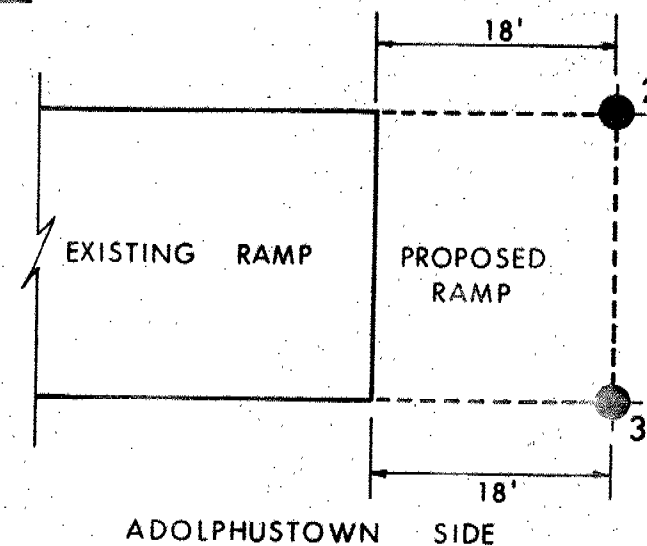 18'
2
EXISTING RAMP
PROPOSED
RAMP
3
18'
ADOLPHUSTOWN SIDE